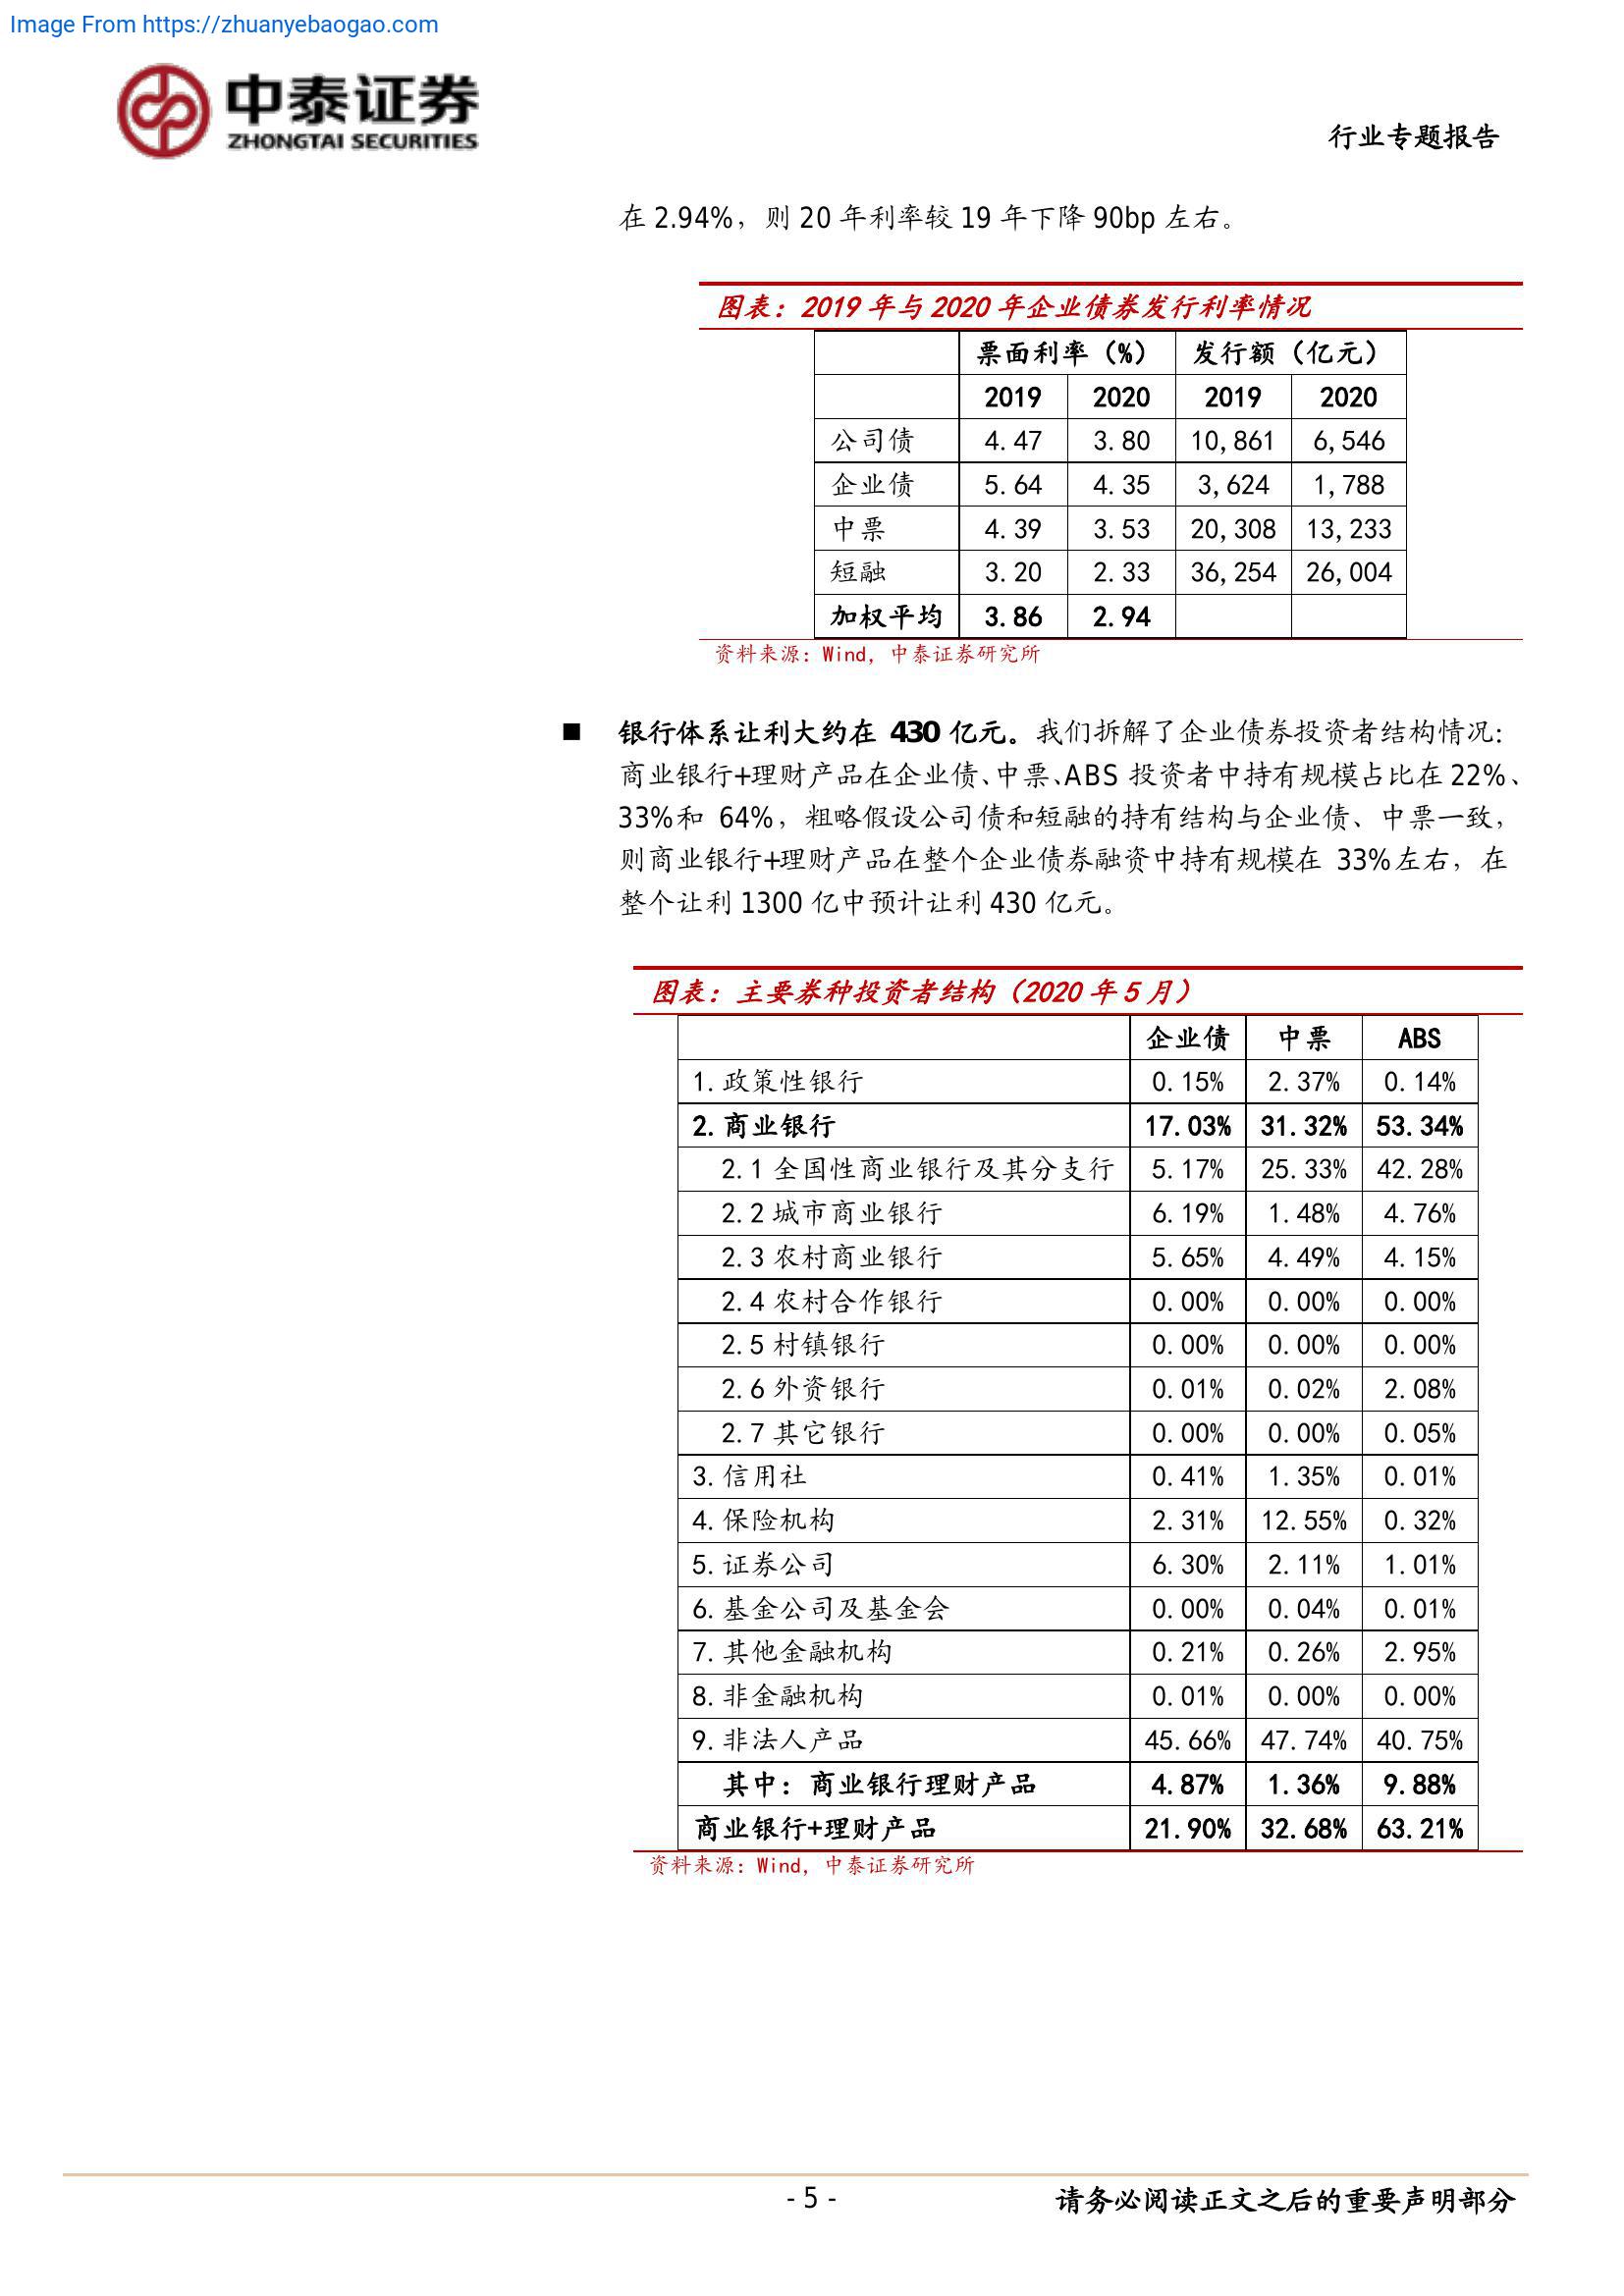 Image From https://zhuanyebaogao.com
中泰证券
ZHONGTAI SECURITIES
行业专题报告
在 2.94%，则 20 年利率较 19 年下降 90bp 左右。
图表：2019 年与 2020 年企业债券发行利率情况
票面利率（%） 发行额（亿元）
2019 2020 2019 2020
公司债 4.47 3.80 10,861 6,546
企业债 5.64 4.35 3,624 1,788
中票 4.39 3.53 20,308 13,233
短融 3.20 2.33 36,254 26,004
加权平均 3.86 2.94
资料来源：Wind，中泰证券研究所
■ 银行体系让利大约在 430 亿元。我们拆解了企业债券投资者结构情况：
商业银行+理财产品在企业债、中票、ABS 投资者中持有规模占比在 22%、
33%和 64%，粗略假设公司债和短融的持有结构与企业债、中票一致，
则商业银行+理财产品在整个企业债券融资中持有规模在 33%左右，在
整个让利 1300 亿中预计让利 430 亿元。
图表：主要券种投资者结构（2020 年 5 月）
企业债 中票 ABS
1.政策性银行 0.15% 2.37% 0.14%
2.商业银行 17.03% 31.32% 53.34%
2.1 全国性商业银行及其分支行 5.17% 25.33% 42.28%
2.2 城市商业银行 6.19% 1.48% 4.76%
2.3 农村商业银行 5.65% 4.49% 4.15%
2.4 农村合作银行 0.00% 0.00% 0.00%
2.5 村镇银行 0.00% 0.00% 0.00%
2.6 外资银行 0.01% 0.02% 2.08%
2.7 其它银行 0.00% 0.00% 0.05%
3.信用社 0.41% 1.35% 0.01%
4.保险机构 2.31% 12.55% 0.32%
5.证券公司 6.30% 2.11% 1.01%
6.基金公司及基金会 0.00% 0.04% 0.01%
7.其他金融机构 0.21% 0.26% 2.95%
8.非金融机构 0.01% 0.00% 0.00%
9.非法人产品 45.66% 47.74% 40.75%
其中：商业银行理财产品 4.87% 1.36% 9.88%
商业银行+理财产品 21.90% 32.68% 63.21%
资料来源：Wind，中泰证券研究所
- 5 -
请务必阅读正文之后的重要声明部分